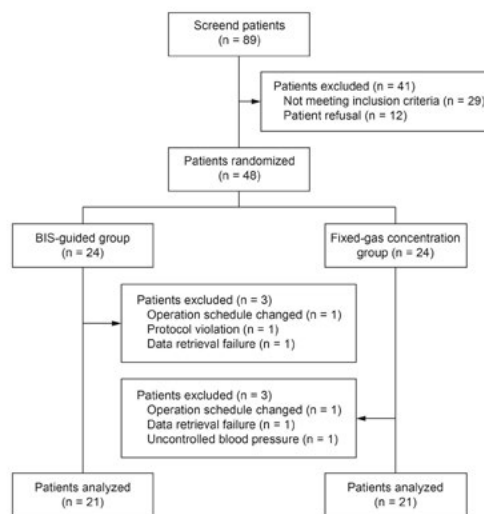 Screend patients
(n = 89)
Patients excluded (n = 41)
Not meeting inclusion criteria (n = 29)
Patient refusal (n = 12)
Patients randomized
(n = 48)
BIS-guided group
(n = 24)
Fixed-gas concentration
group (n = 24)
Patients excluded (n = 3)
Operation schedule changed (n = 1)
Protocol violation (n = 1)
Data retrieval failure (n = 1)
Patients excluded (n = 3)
Operation schedule changed (n = 1)
Data retrieval failure (n = 1)
Uncontrolled blood pressure (n = 1)
Patients analyzed
(n = 21)
Patients analyzed
(n = 21)